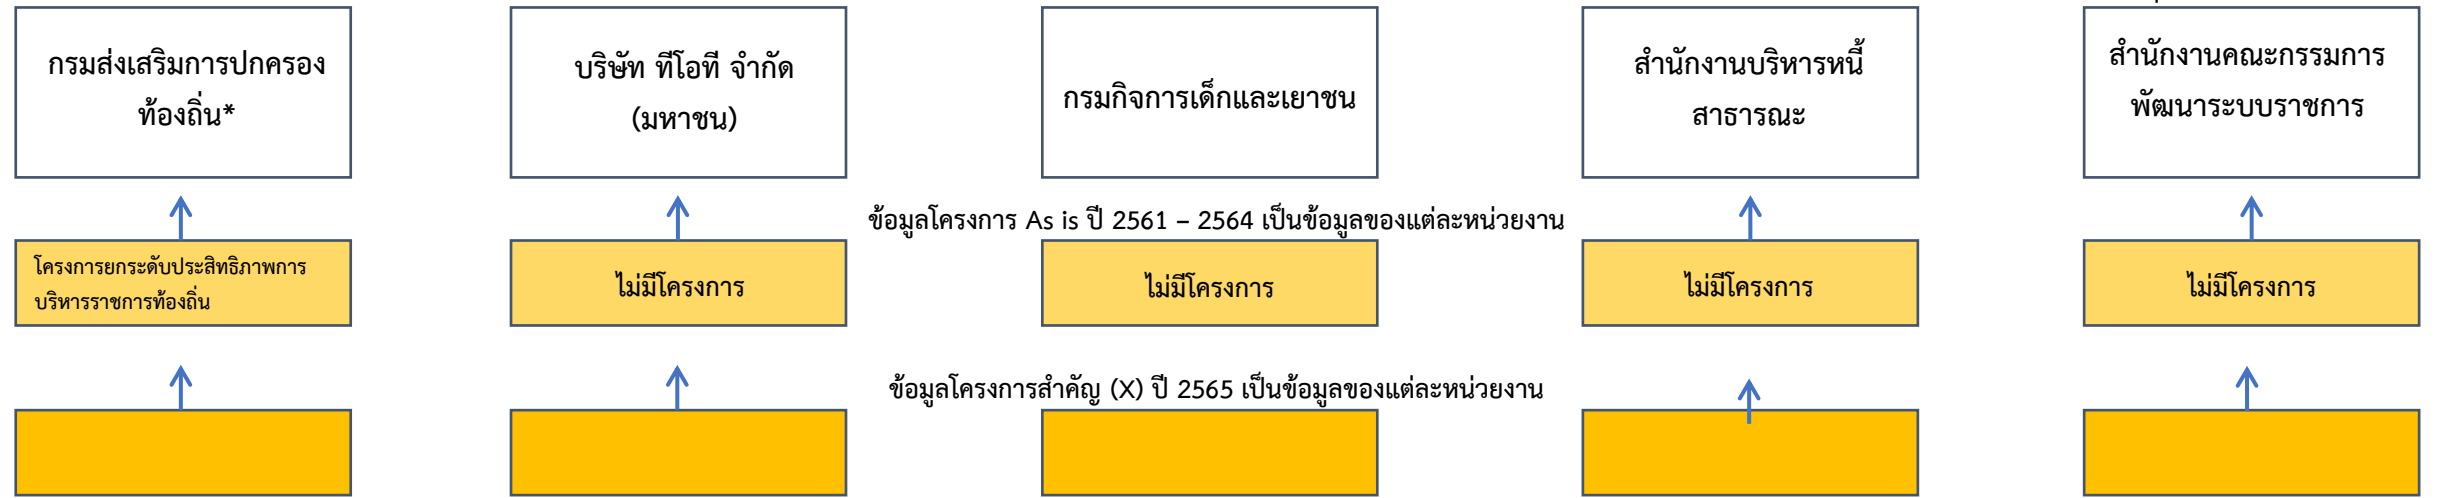 กรมส่งเสริมการปกครอง
ท้องถิ่น*
บริษัท ทีโอที จำกัด
(มหาชน)
กรมกิจการเด็กและเยาชน
สำนักงานบริหารหนี้
สาธารณะ
สำนักงานคณะกรรมการ
พัฒนาระบบราชการ
ข้อมูลโครงการ As is ปี 2561 – 2564 เป็นข้อมูลของแต่ละหน่วยงาน
โครงการยกระดับประสิทธิภาพการ
บริหารราชการท้องถิ่น
ไม่มีโครงการ
ไม่มีโครงการ
ไม่มีโครงการ
ไม่มีโครงการ
ข้อมูลโครงการสำคัญ (X) ปี 2565 เป็นข้อมูลของแต่ละหน่วยงาน